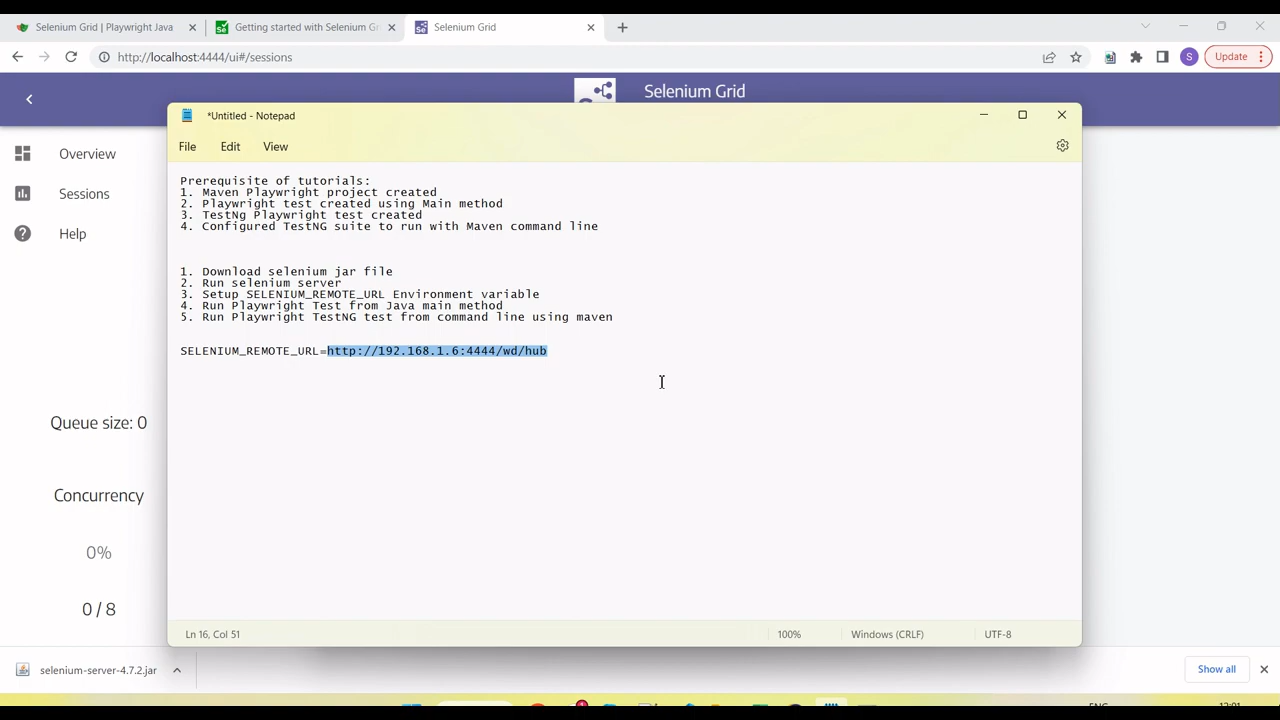 Selenium Grid | Playwright Java
Getting started with Selenium Gr
Selenium Grid
http://localhost:4444/ui#/sessions
S
Update
Selenium Grid
*Untitled - Notepad
File Edit View
Overview
Sessions
Help
Prerequisite of tutorials:
1. Maven Playwright project created
2. Playwright test created using Main method
3. TestNg Playwright test created
4. Configured TestNG suite to run with Maven command line
1. Download selenium jar file
2. Run selenium server
3. Setup SELENIUM_REMOTE_URL Environment variable
4. Run Playwright Test from Java main method
5. Run Playwright TestNG test from command line using maven
SELENIUM_REMOTE_URL=http://192.168.1.6:4444/wd/hub
Queue size: 0
Concurrency
0%
0 / 8
Ln 16, Col 51
100%
Windows (CRLF)
UTF-8
selenium-server-4.7.2.jar
Show all